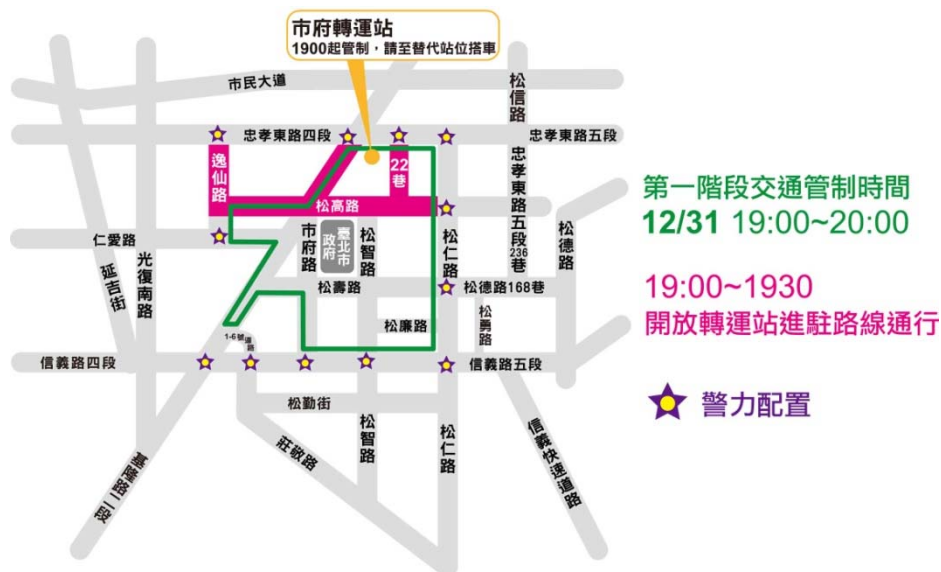 市府轉運站
1900起管制，請至替代站位搭車
市民大道
松信路
忠孝東路四段
忠孝東路五段
逸仙路
22巷
忠孝東路五段236巷
松高路
仁愛路
延吉街
光復南路
市府路
臺北市政府
松智路
松仁路
松德路
松壽路
松德路168巷
松廉路
松勇路
1-6號道路
信義路四段
信義路五段
松勤街
松智路
松仁路
莊敬路
信義快速道路
基隆路二段
第一階段交通管制時間
12/31 19:00~20:00
19:00~1930
開放轉運站進駐路線通行
警力配置